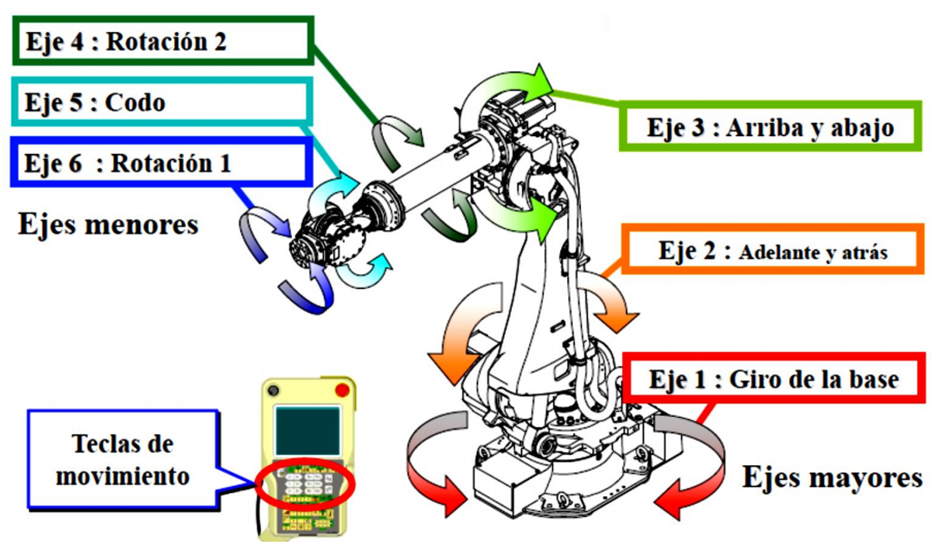 Eje 4 : Rotación 2
Eje 5 : Codo
Eje 6 : Rotación 1
Ejes menores
Eje 3 : Arriba y abajo
Eje 2 : Adelante y atrás
Eje 1 : Giro de la base
Ejes mayores
Teclas de
movimiento